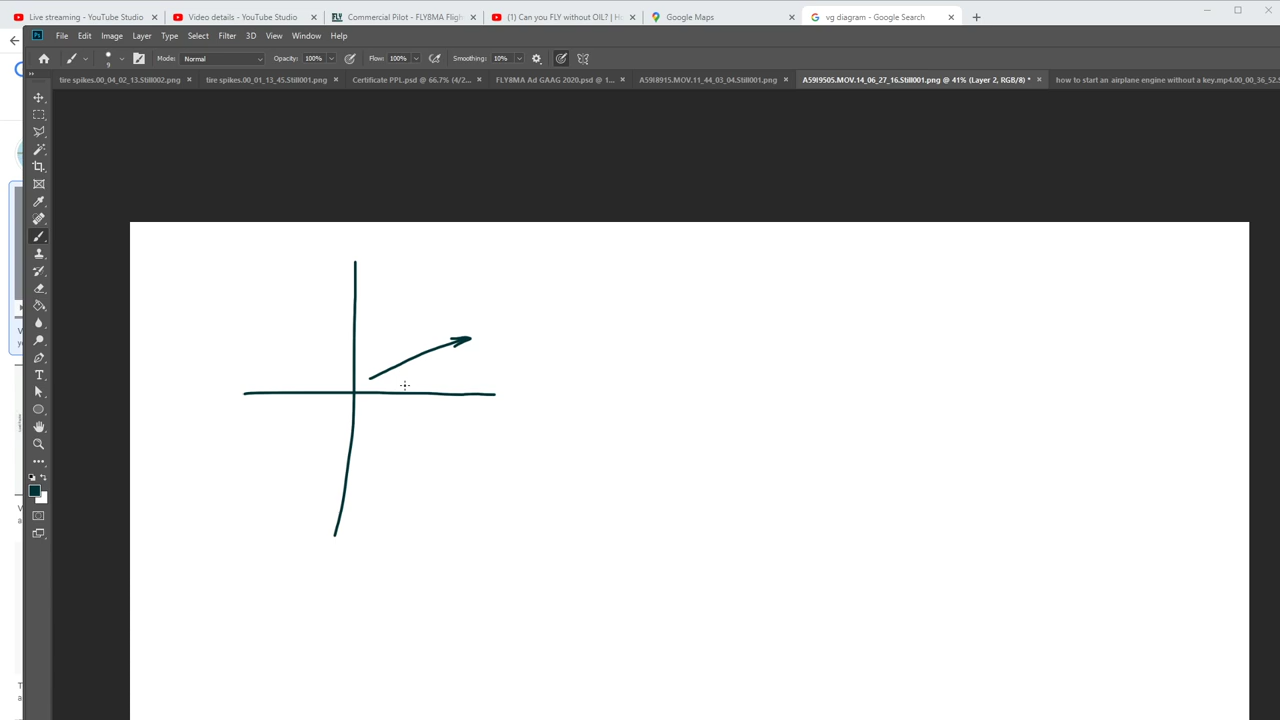 Live streaming - YouTube Studio
Video details - YouTube Studio
FLY Commercial Pilot - FLY8MA Fligh
(1) Can you FLY without OIL? | Hu
Google Maps
vg diagram - Google Search
Ps File Edit Image Layer Type Select Filter 3D View Window Help
9 Mode: Normal Opacity: 100% Flow: 100% Smoothing: 10%
tire spikes.00_04_02_13.Still002.png
tire spikes.00_01_13_45.Still001.png
Certificate PPL.psd @ 66.7% (4/2...
FLY8MA Ad GAAG 2020.psd @ 1...
A59I8915.MOV.11_44_03_04.Still001.png
A59I9505.MOV.14_06_27_16.Still001.png @ 41% (Layer 2, RGB/8) *
how to start an airplane engine without a key.mp4.00_00_36_52.S
T